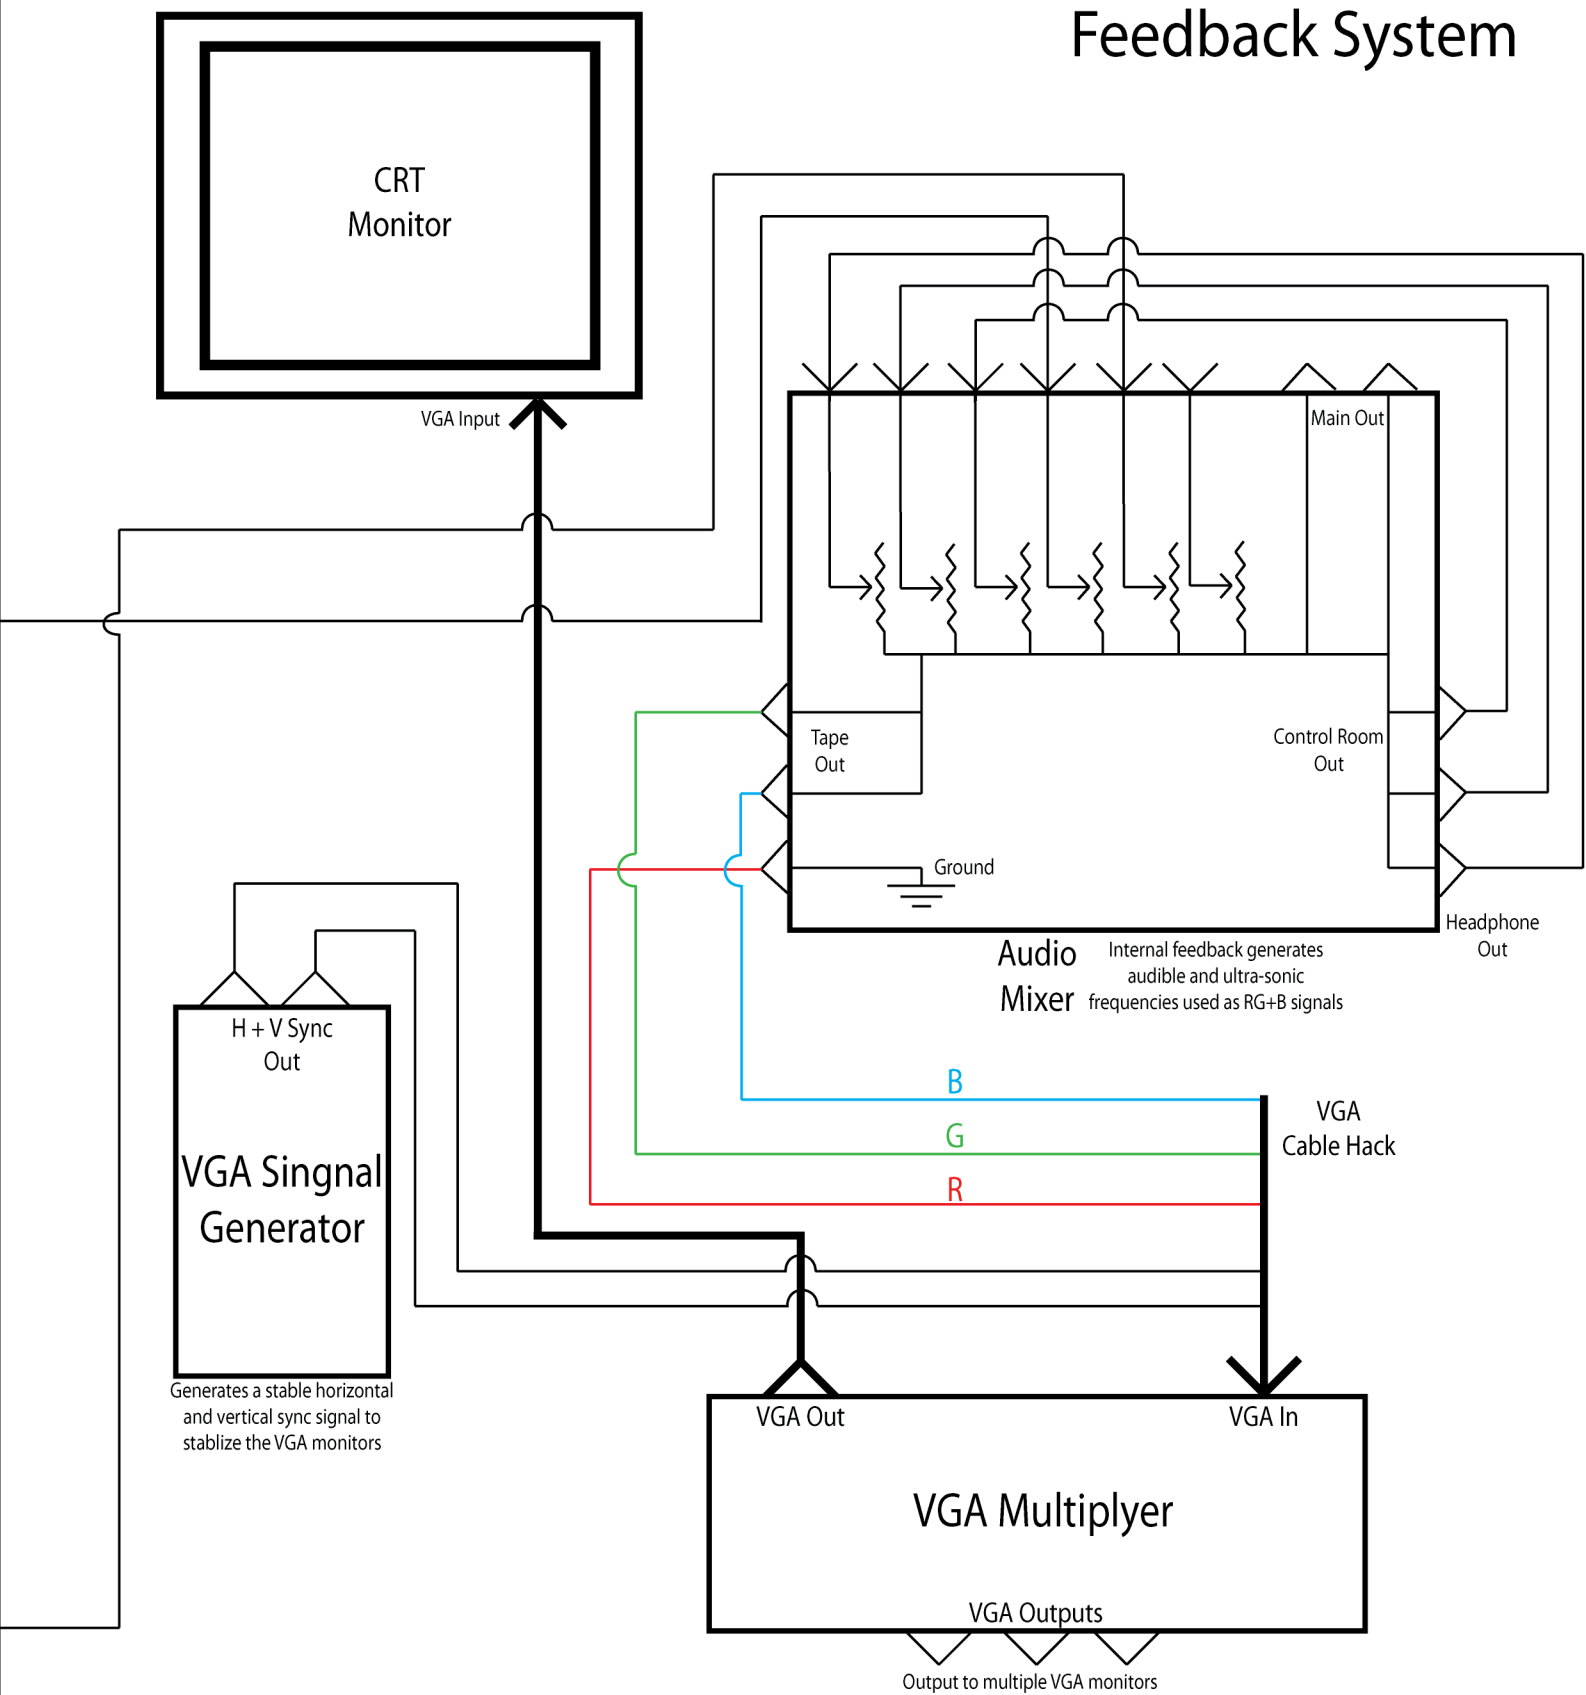 Feedback System
CRT
Monitor
VGA Input
Main Out
Tape
Out
Control Room
Out
Ground
Headphone
Out
Audio
Mixer
Internal feedback generates
audible and ultra-sonic
frequencies used as RG+B signals
H + V Sync
Out
VGA Singnal
Generator
Generates a stable horizontal
and vertical sync signal to
stablize the VGA monitors
B
G
R
VGA
Cable Hack
VGA Out
VGA In
VGA Multiplyer
VGA Outputs
Output to multiple VGA monitors